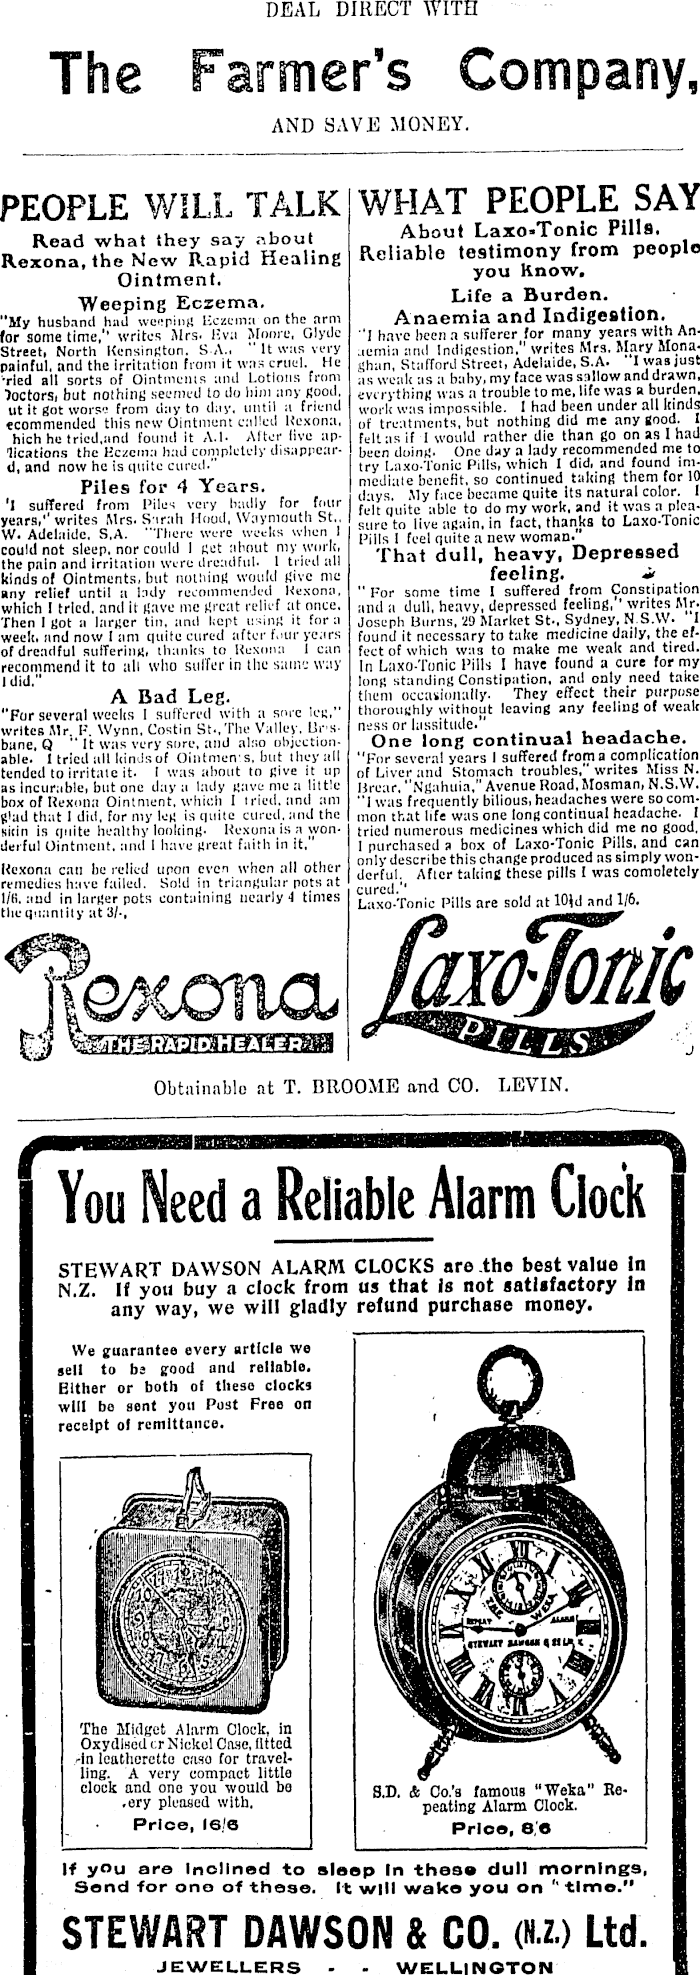 DEAL DIRECT WITH
The Farmer's Company,
AND SAVE MONEY.
PEOPLE WILL TALK
Read what they say about
Rexona, the New Rapid Healing
Ointment.
Weeping Eczema.
"My husband had weeping Eczema on the arm
for some time," writes Mrs. Eva Moore, Glyde
Street, North Kensington, S.A., "It was very
painful, and the irritation from it was cruel. He
'ried all sorts of Ointments and Lotions from
Doctors, but nothing seemed to do him any good,
ut it got worse from day to day, until a friend
ecommended this new Ointment called Rexona,
hich he tried,and found it A.1. After five ap-
lications the Eczema had completely disappear-
d, and now he is quite cured."
Piles for 4 Years.
'I suffered from Piles very badly for four
years," writes Mrs. Sarah Hood, Waymouth St.,
W. Adelaide, S.A. "There were weeks when I
could not sleep, nor could I get about my work,
the pain and irritation were dreadful. I tried all
kinds of Ointments, but nothing would give me
any relief until a lady recommended Rexona,
which I tried, and it gave me great relief at once.
Then I got a larger tin, and kept using it for a
week, and now I am quite cured after four years
of dreadful suffering, thanks to Rexona I can
recommend it to all who suffer in the same way
I did."
A Bad Leg.
"For several weeks I suffered with a sore leg,"
writes Mr, F. Wynn, Costin St., The Valley, Bris-
bane, Q "It was very sore, and also objection-
able. I tried all kinds of Ointmen's, but they all
tended to irritate it. I was about to give it up
as incurable, but one day a lady gave me a little
box of Rexona Ointment, which I tried, and am
glad that I did, for my leg is quite cured, and the
skin is quite healthy looking. Rexona is a won-
derful Ointment, and I have great faith in it,"
Rexona can be relied upon even when all other
remedies have failed. Sold in triangular pots at
1/6, and in larger pots containing nearly 4 times
the quantity at 3/-,
Rexona
THE RAPID HEALER
WHAT PEOPLE SAY
About Laxo-Tonic Pills.
Reliable testimony from people
you know.
Life a Burden.
Anaemia and Indigestion.
"I have been a sufferer for many years with An-
aemia and Indigestion," writes Mrs. Mary Mona-
ghan, Stafford Street, Adelaide, S.A. "I was just
as weak as a baby, my face was sallow and drawn,
everything was a trouble to me, life was a burden,
work was impossible. I had been under all kinds
of treatments, but nothing did me any good. I
felt as if I would rather die than go on as I had
been doing. One day a lady recommended me to
try Laxo-Tonic Pills, which I did, and found im-
mediate benefit, so continued taking them for 10
days. My face became quite its natural color. I
felt quite able to do my work, and it was a plea-
sure to live again, in fact, thanks to Laxo-Tonic
Pills I feel quite a new woman."
That dull, heavy, Depressed
feeling.
"For some time I suffered from Constipation
and a dull, heavy, depressed feeling," writes Mr.
Joseph Burns, 29 Market St., Sydney, N.S.W. "I
found it necessary to take medicine daily, the ef-
fect of which was to make me weak and tired.
In Laxo-Tonic Pills I have found a cure for my
long standing Constipation, and only need take
them occasionally. They effect their purpose
thoroughly without leaving any feeling of weak
ness or lassitude."
One long continual headache.
"For several years I suffered from a complication
of Liver and Stomach troubles," writes Miss N.
Brear, "Ngahuia," Avenue Road, Mosman, N.S.W.
"I was frequently bilious, headaches were so com-
mon that life was one long continual headache. I
tried numerous medicines which did me no good,
I purchased a box of Laxo-Tonic Pills, and can
only describe this change produced as simply won-
derful. After taking these pills I was completely
cured."
Laxo-Tonic Pills are sold at 10½d and 1/6.
Laxo-Tonic
PILLS
Obtainable at T. BROOME and CO. LEVIN.
You Need a Reliable Alarm Clock
STEWART DAWSON ALARM CLOCKS are the best value in
N.Z. If you buy a clock from us that is not satisfactory in
any way, we will gladly refund purchase money.
We guarantee every article we
sell to be good and reliable.
Either or both of these clocks
will be sent you Post Free on
receipt of remittance.
The Midget Alarm Clock, in
Oxydised or Nickel Case, fitted
in leatherette case for travel-
ling. A very compact little
clock and one you would be
.ery pleased with.
Price, 16/6
REPEAT ALARM
WEKA
STEWART DAWSON
S.D. & Co.'s famous "Weka" Re-
peating Alarm Clock.
Price, 8/6
If you are inclined to sleep in these dull mornings,
Send for one of these. It will wake you on "time."
STEWART DAWSON & CO. (N.Z.) Ltd.
JEWELLERS - - WELLINGTON